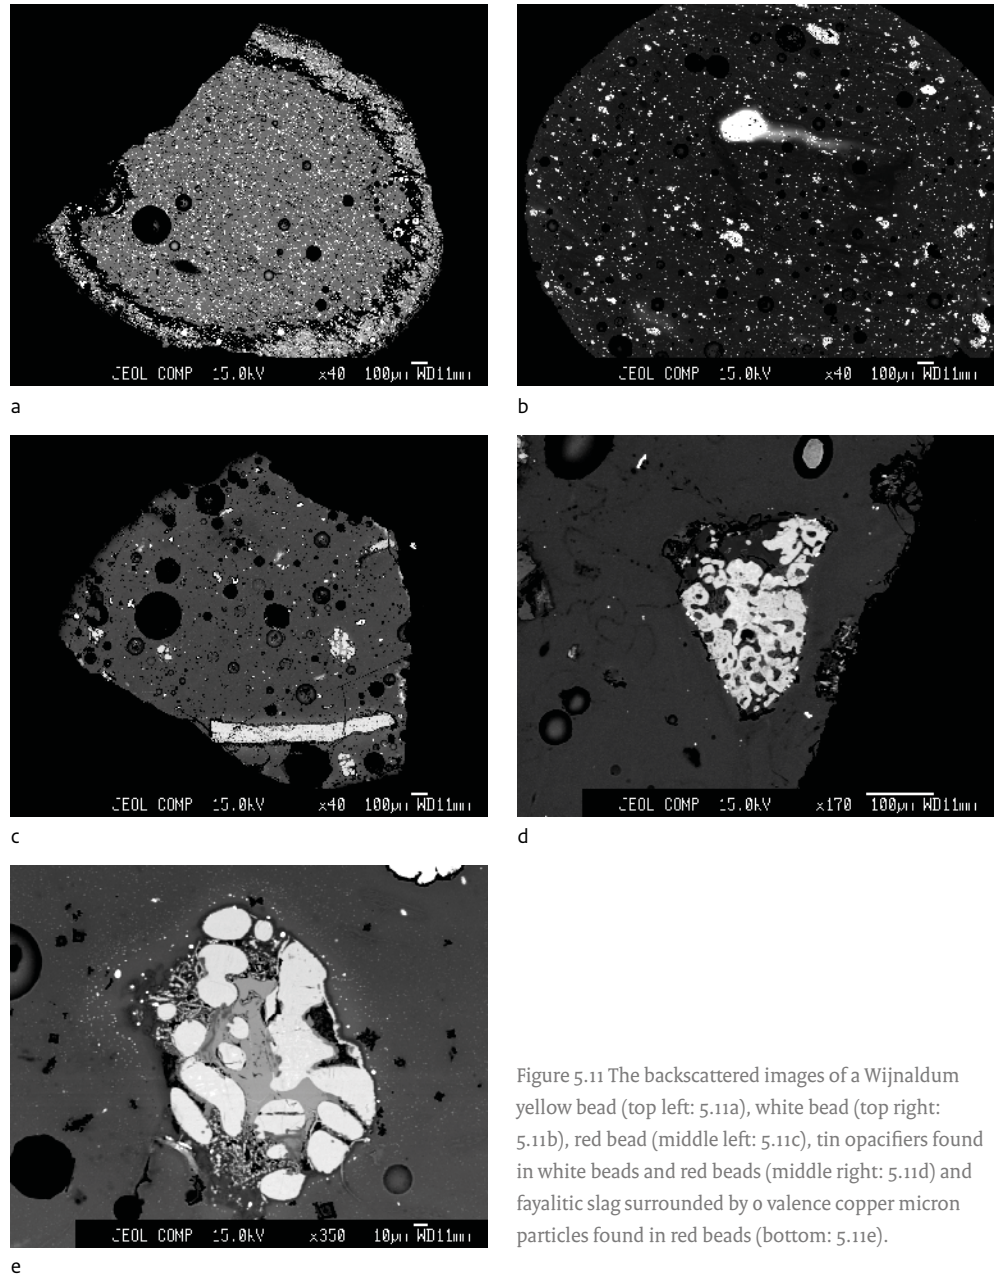 JEOL COMP 15.0kV x40 100µm WD11mm
JEOL COMP 15.0kV x40 100µm WD11mm
a
b
JEOL COMP 15.0kV x40 100µm WD11mm
JEOL COMP 15.0kV x170 100µm WD11mm
c
d
JEOL COMP 15.0kV x350 10µm WD11mm
e
Figure 5.11 The backscattered images of a Wijnaldum
yellow bead (top left: 5.11a), white bead (top right:
5.11b), red bead (middle left: 5.11c), tin opacifiers found
in white beads and red beads (middle right: 5.11d) and
fayalitic slag surrounded by 0 valence copper micron
particles found in red beads (bottom: 5.11e).